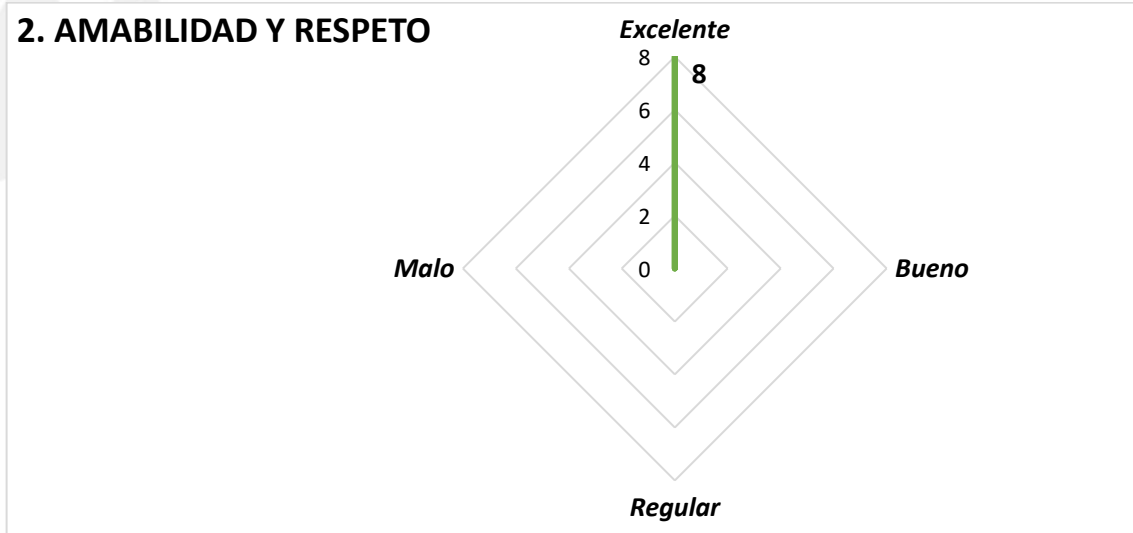 2. AMABILIDAD Y RESPETO
Excelente
8
8
6
4
2
0
Malo
Bueno
Regular